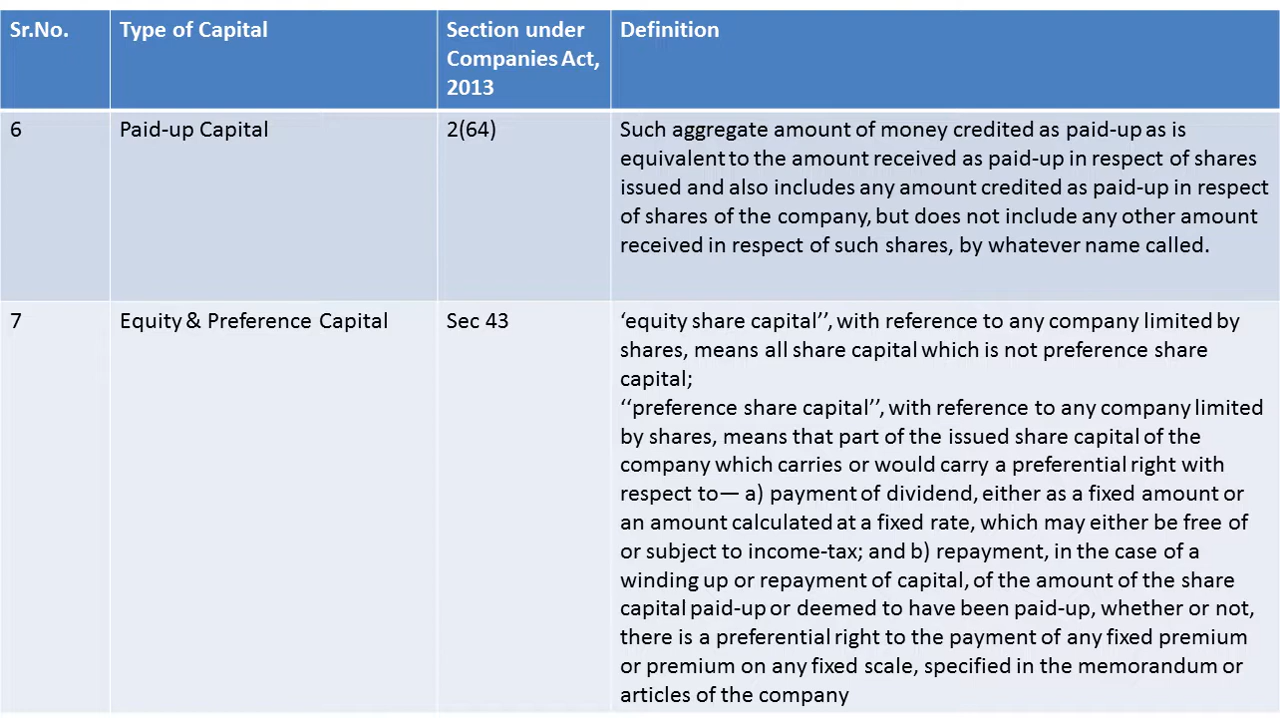 Sr.No.
Type of Capital
Section under
Companies Act,
2013
Definition
6
Paid-up Capital
2(64)
Such aggregate amount of money credited as paid-up as is
equivalent to the amount received as paid-up in respect of shares
issued and also includes any amount credited as paid-up in respect
of shares of the company, but does not include any other amount
received in respect of such shares, by whatever name called.
7
Equity & Preference Capital
Sec 43
‘equity share capital’’, with reference to any company limited by
shares, means all share capital which is not preference share
capital;
‘‘preference share capital’’, with reference to any company limited
by shares, means that part of the issued share capital of the
company which carries or would carry a preferential right with
respect to— a) payment of dividend, either as a fixed amount or
an amount calculated at a fixed rate, which may either be free of
or subject to income-tax; and b) repayment, in the case of a
winding up or repayment of capital, of the amount of the share
capital paid-up or deemed to have been paid-up, whether or not,
there is a preferential right to the payment of any fixed premium
or premium on any fixed scale, specified in the memorandum or
articles of the company